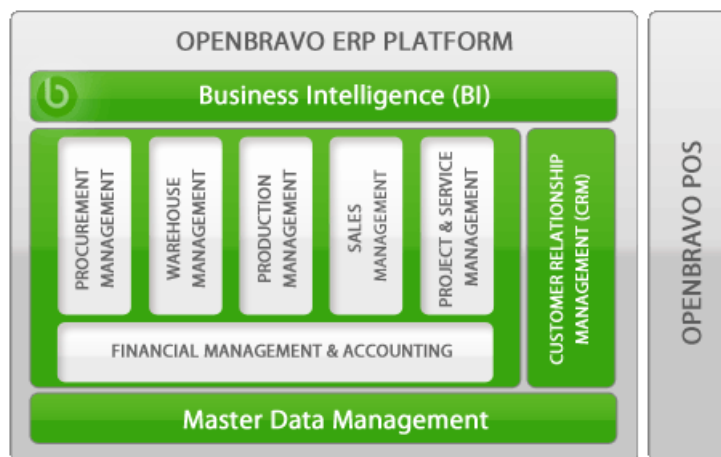 OPENBRAVO ERP PLATFORM
b
Business Intelligence (BI)
PROCUREMENT
MANAGEMENT
WAREHOUSE
MANAGEMENT
PRODUCTION
MANAGEMENT
SALES
MANAGEMENT
PROJECT & SERVICE
MANAGEMENT
CUSTOMER RELATIONSHIP
MANAGEMENT (CRM)
FINANCIAL MANAGEMENT & ACCOUNTING
Master Data Management
OPENBRAVO POS